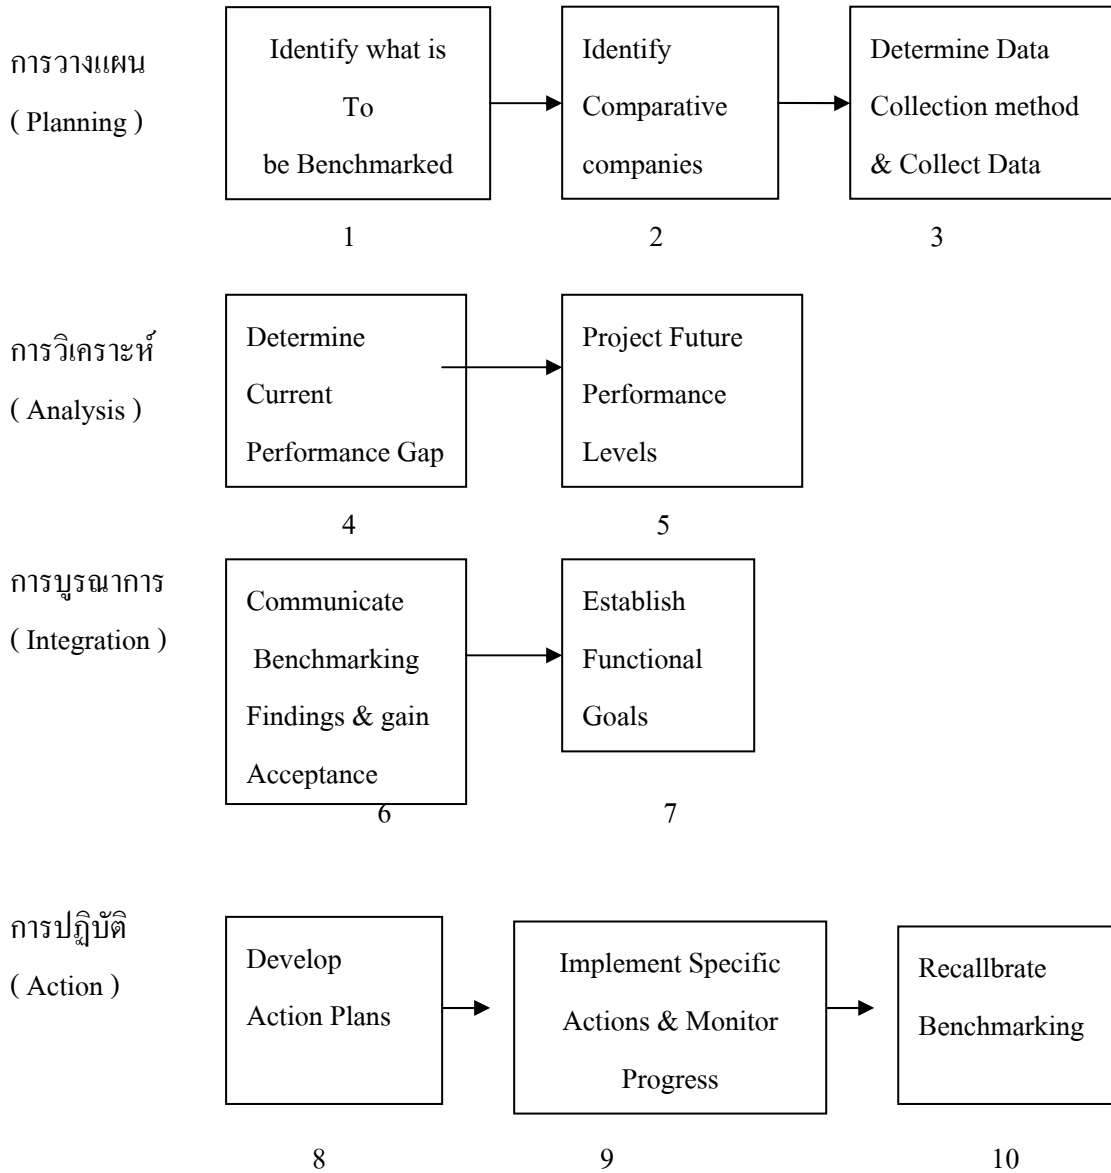 การวางแผน
( Planning )
Identify what is
To
be Benchmarked
Identify
Comparative
companies
Determine Data
Collection method
& Collect Data
1
2
3
การวิเคราะห์
( Analysis )
Determine
Current
Performance Gap
Project Future
Performance
Levels
4
5
การบูรณาการ
( Integration )
Communicate
Benchmarking
Findings & gain
Acceptance
Establish
Functional
Goals
6
7
การปฏิบัติ
( Action )
Develop
Action Plans
Implement Specific
Actions & Monitor
Progress
Recallbrate
Benchmarking
8
9
10